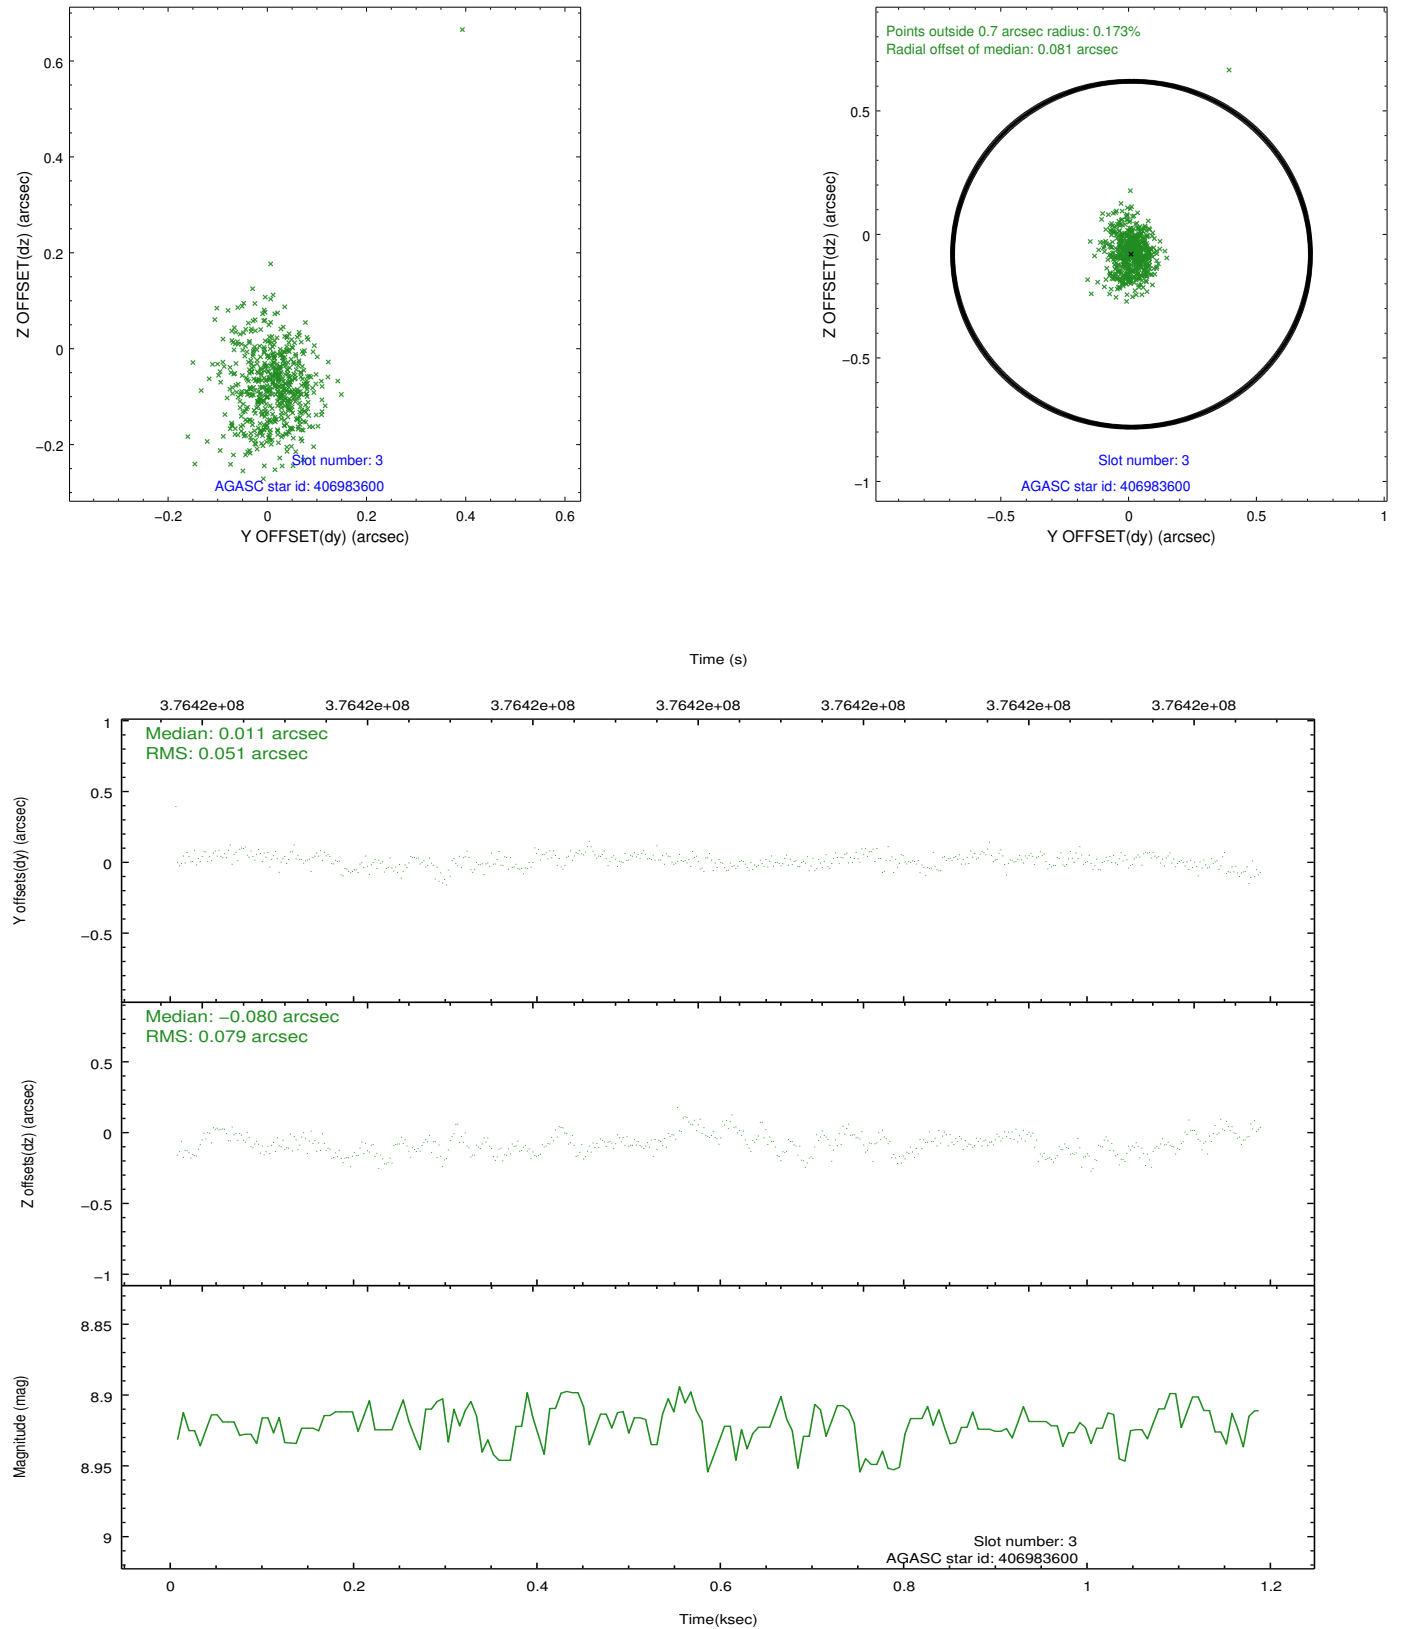 0.6
0.4
0.2
0
−0.2
Z OFFSET(dz) (arcsec)
Slot number: 3
AGASC star id: 406983600
−0.2 0 0.2 0.4 0.6
Y OFFSET(dy) (arcsec)
Points outside 0.7 arcsec radius: 0.173%
Radial offset of median: 0.081 arcsec
0.5
0
−0.5
−1
Z OFFSET(dz) (arcsec)
Slot number: 3
AGASC star id: 406983600
−0.5 0 0.5 1
Y OFFSET(dy) (arcsec)
Time (s)
3.7642e+08 3.7642e+08 3.7642e+08 3.7642e+08 3.7642e+08 3.7642e+08 3.7642e+08
Median: 0.011 arcsec
RMS: 0.051 arcsec
1
0.5
0
−0.5
Y offsets(dy) (arcsec)
Median: −0.080 arcsec
RMS: 0.079 arcsec
0.5
0
−0.5
−1
Z offsets(dz) (arcsec)
8.85
8.9
8.95
9
Magnitude (mag)
Slot number: 3
AGASC star id: 406983600
0 0.2 0.4 0.6 0.8 1 1.2
Time(ksec)